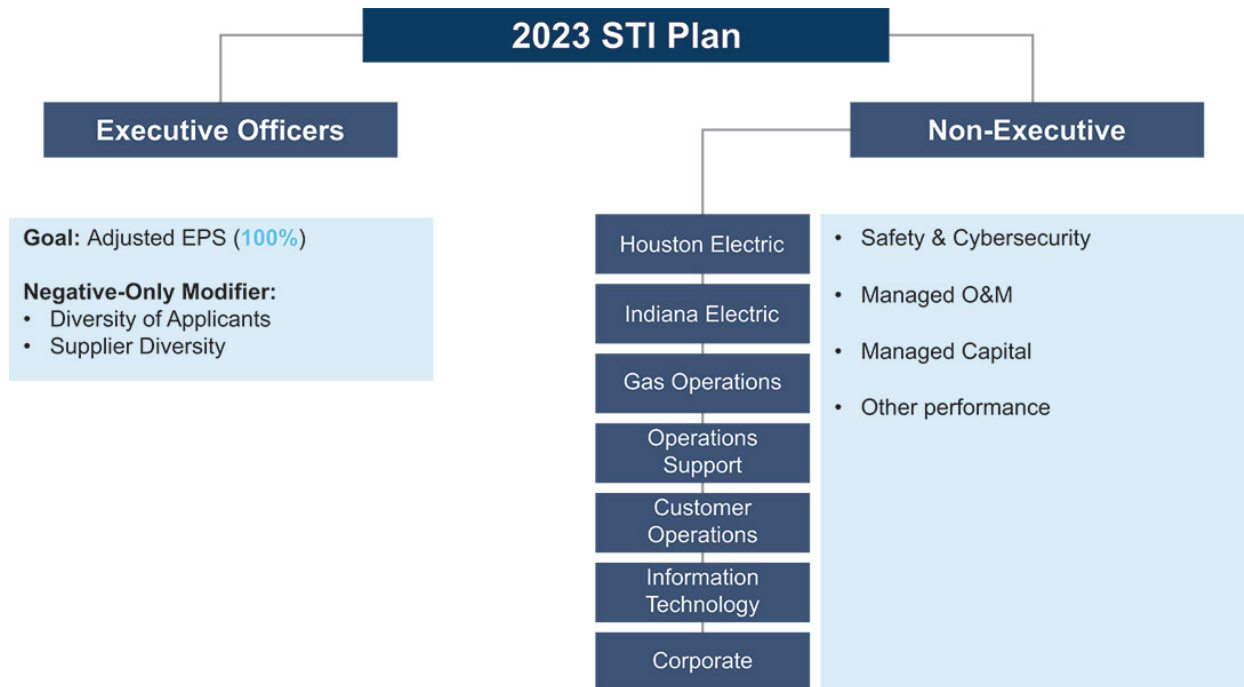 2023 STI Plan
Executive Officers
Non-Executive
Goal: Adjusted EPS (100%)
Negative-Only Modifier:
• Diversity of Applicants
• Supplier Diversity
Houston Electric
Indiana Electric
Gas Operations
Operations
Support
Customer
Operations
Information
Technology
Corporate
• Safety & Cybersecurity
• Managed O&M
• Managed Capital
• Other performance